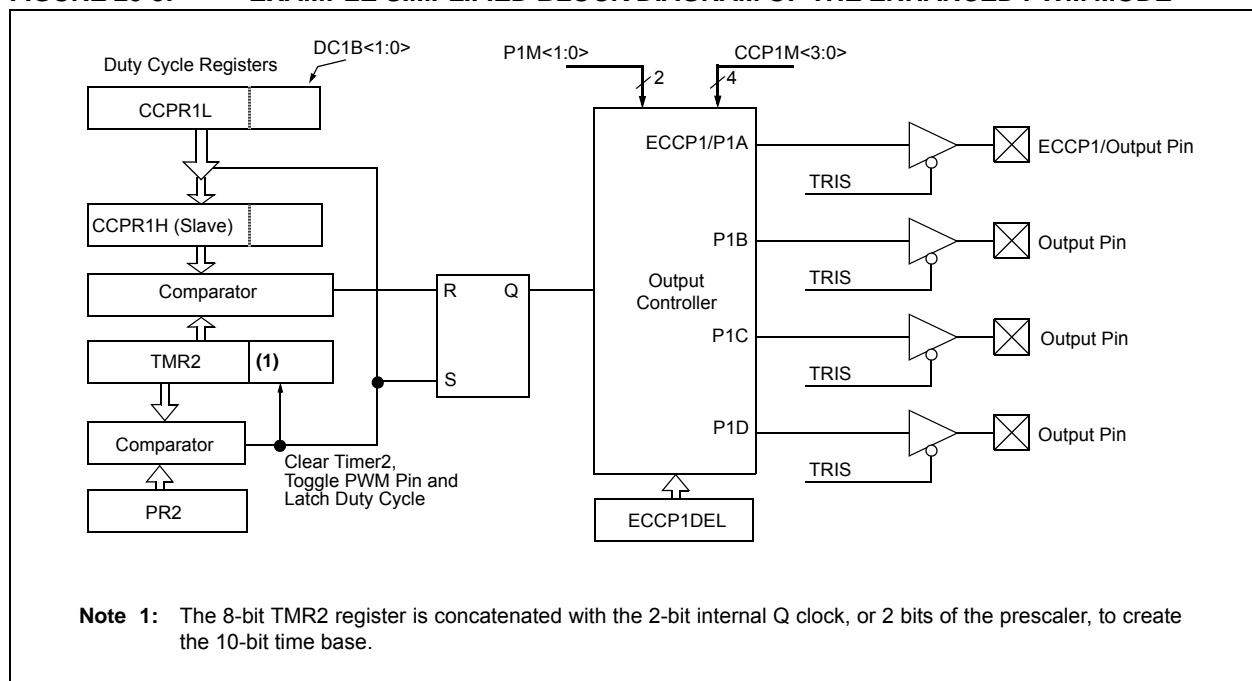 DC1B<1:0>
P1M<1:0>
CCP1M<3:0>
Duty Cycle Registers
2
4
CCPR1L
ECCP1/P1A
ECCP1/Output Pin
TRIS
CCPR1H (Slave)
P1B
Output Pin
TRIS
Comparator
R
Q
Output
Controller
TMR2
(1)
P1C
Output Pin
S
TRIS
Comparator
P1D
Output Pin
Clear Timer2,
Toggle PWM Pin and
Latch Duty Cycle
TRIS
PR2
ECCP1DEL
Note 1: The 8-bit TMR2 register is concatenated with the 2-bit internal Q clock, or 2 bits of the prescaler, to create
the 10-bit time base.